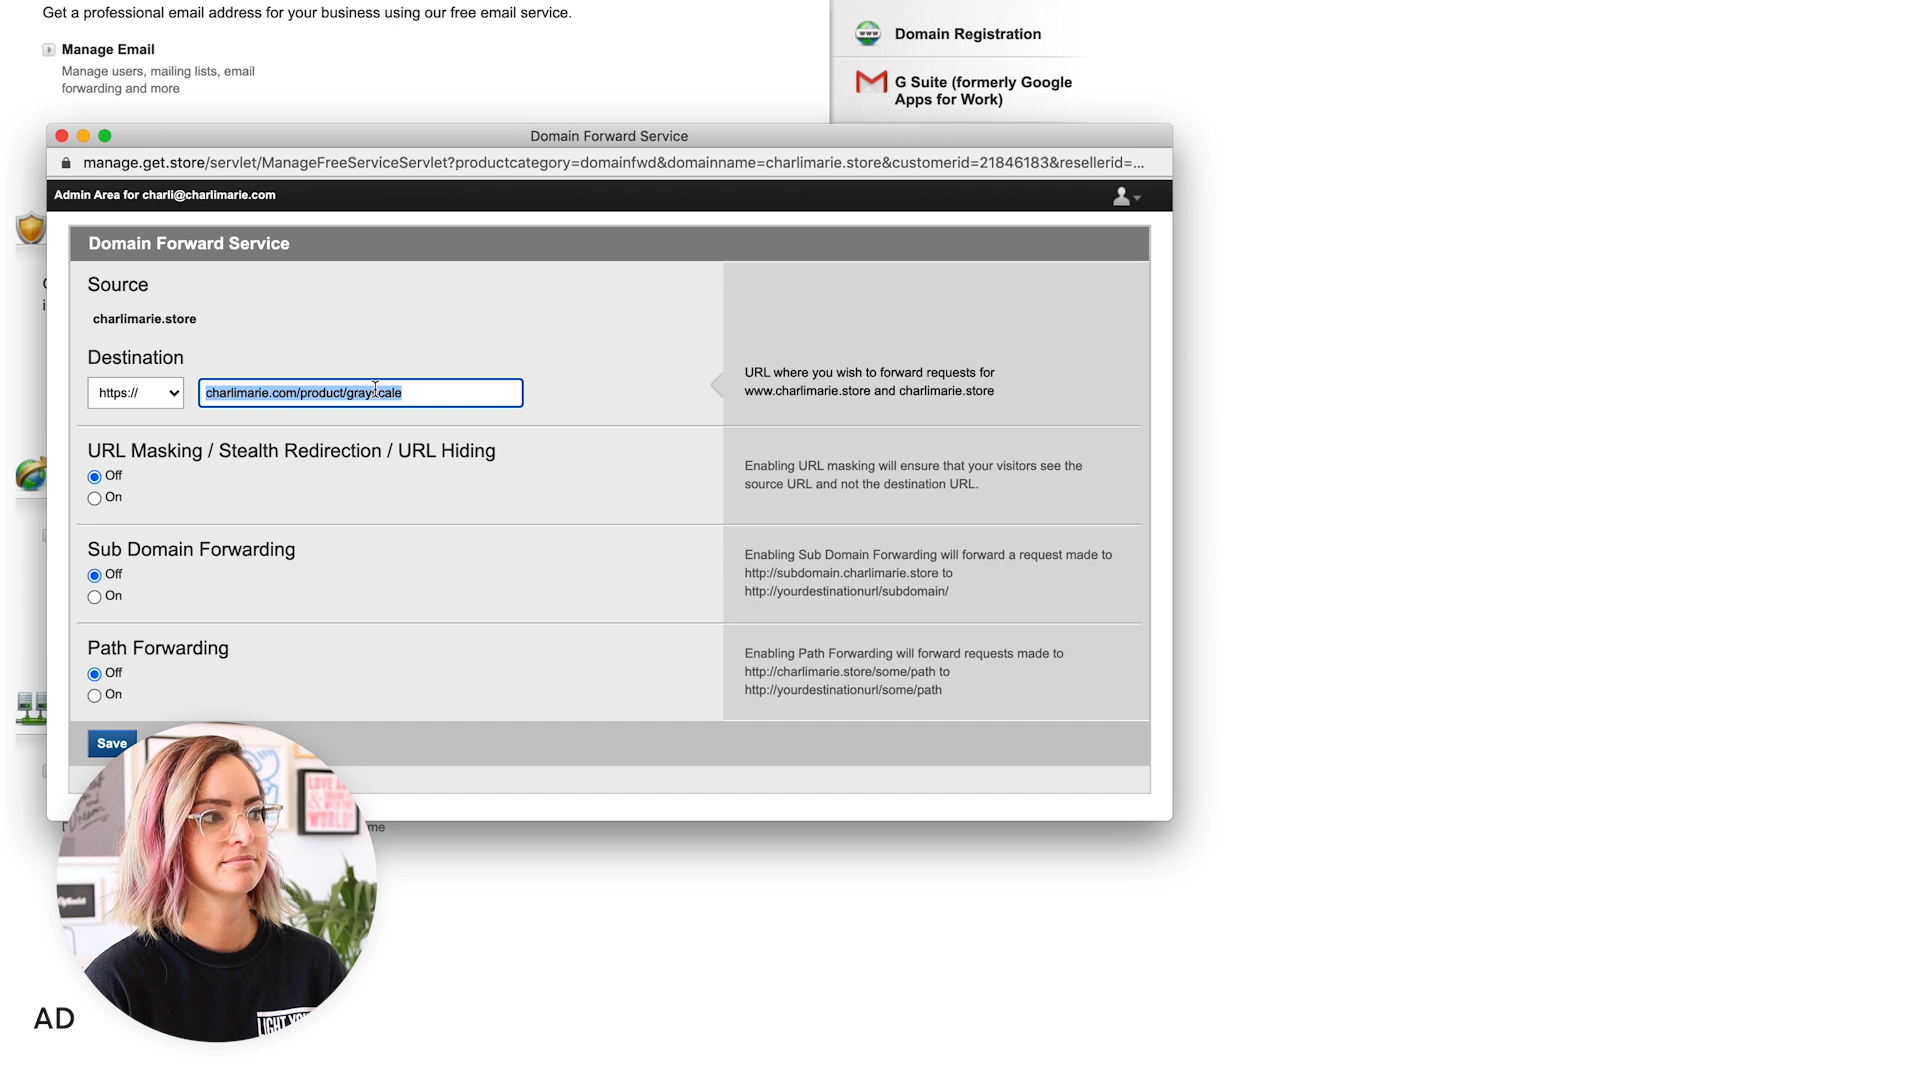 Get a professional email address for your business using our free email service.
Manage Email
Manage users, mailing lists, email
forwarding and more
Domain Registration
G Suite (formerly Google
Apps for Work)
Domain Forward Service
manage.get.store/servlet/ManageFreeServiceServlet?productcategory=domainfwd&domainname=charlimarie.store&customerid=21846183&resellerid=...
Admin Area for charli@charlimarie.com
Domain Forward Service
Source
charlimarie.store
Destination
https:// charlimarie.com/product/grayscale
URL where you wish to forward requests for
www.charlimarie.store and charlimarie.store
URL Masking / Stealth Redirection / URL Hiding
Off
On
Enabling URL masking will ensure that your visitors see the
source URL and not the destination URL.
Sub Domain Forwarding
Off
On
Enabling Sub Domain Forwarding will forward a request made to
http://subdomain.charlimarie.store to
http://yourdestinationurl/subdomain/
Path Forwarding
Off
On
Enabling Path Forwarding will forward requests made to
http://charlimarie.store/some/path to
http://yourdestinationurl/some/path
Save
AD